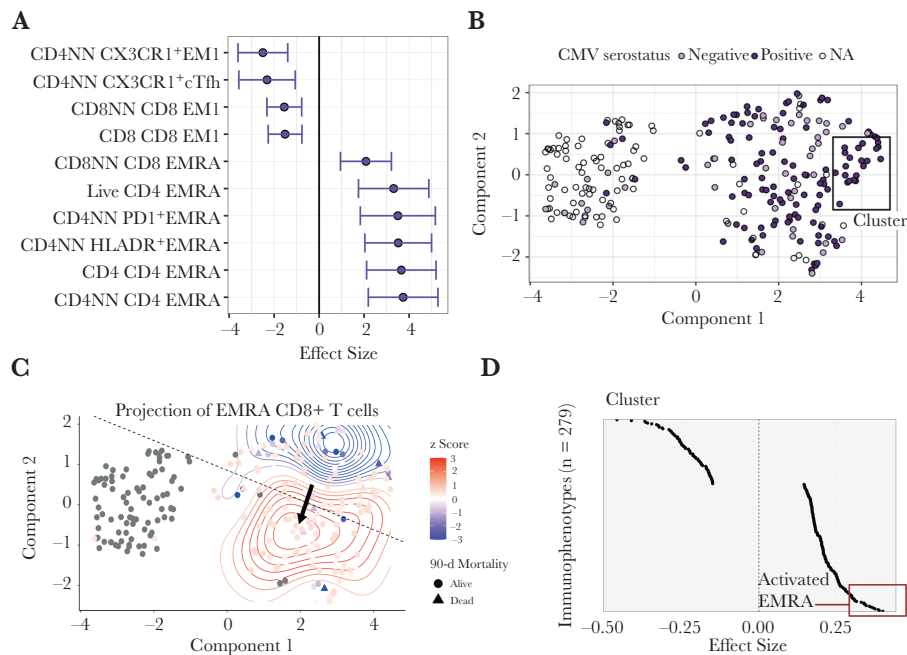 A
CD4NN CX3CR1+EM1
CD4NN CX3CR1+cTfh
CD8NN CD8 EM1
CD8 CD8 EM1
CD8NN CD8 EMRA
Live CD4 EMRA
CD4NN PD1+EMRA
CD4NN HLADR+EMRA
CD4 CD4 EMRA
CD4NN CD4 EMRA
−4 −2 0 2 4
Effect Size
B
CMV serostatus Negative Positive NA
Component 2
2
1
0
−1
−2
Cluster
−4 −2 0 2 4
Component 1
C
Projection of EMRA CD8+ T cells
Component 2
2
1
0
−1
−2
−4 −2 0 2 4
Component 1
z Score
3
2
1
0
−1
−2
−3
90-d Mortality
Alive
Dead
D
Cluster
Immunophenotypes (n = 279)
Activated
EMRA
−0.50 −0.25 0.00 0.25
Effect Size